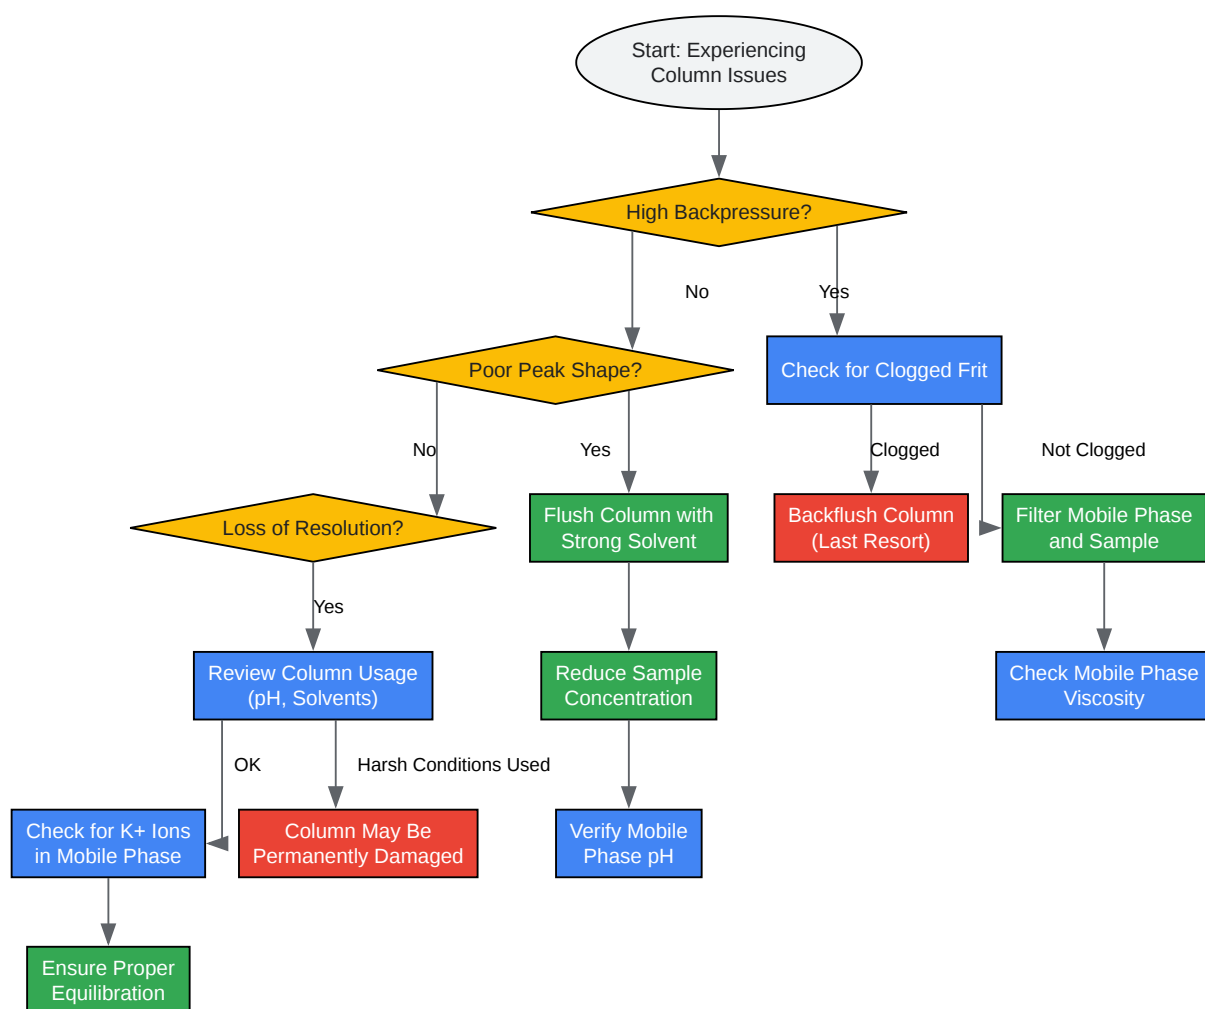 Start: Experiencing
Column Issues
High Backpressure?
No
Yes
Poor Peak Shape?
Check for Clogged Frit
No
Yes
Clogged
Not Clogged
Loss of Resolution?
Flush Column with
Strong Solvent
Backflush Column
(Last Resort)
Filter Mobile Phase
and Sample
Yes
Review Column Usage
(pH, Solvents)
Reduce Sample
Concentration
Check Mobile Phase
Viscosity
OK
Harsh Conditions Used
Check for K+ Ions
in Mobile Phase
Column May Be
Permanently Damaged
Verify Mobile
Phase pH
Ensure Proper
Equilibration